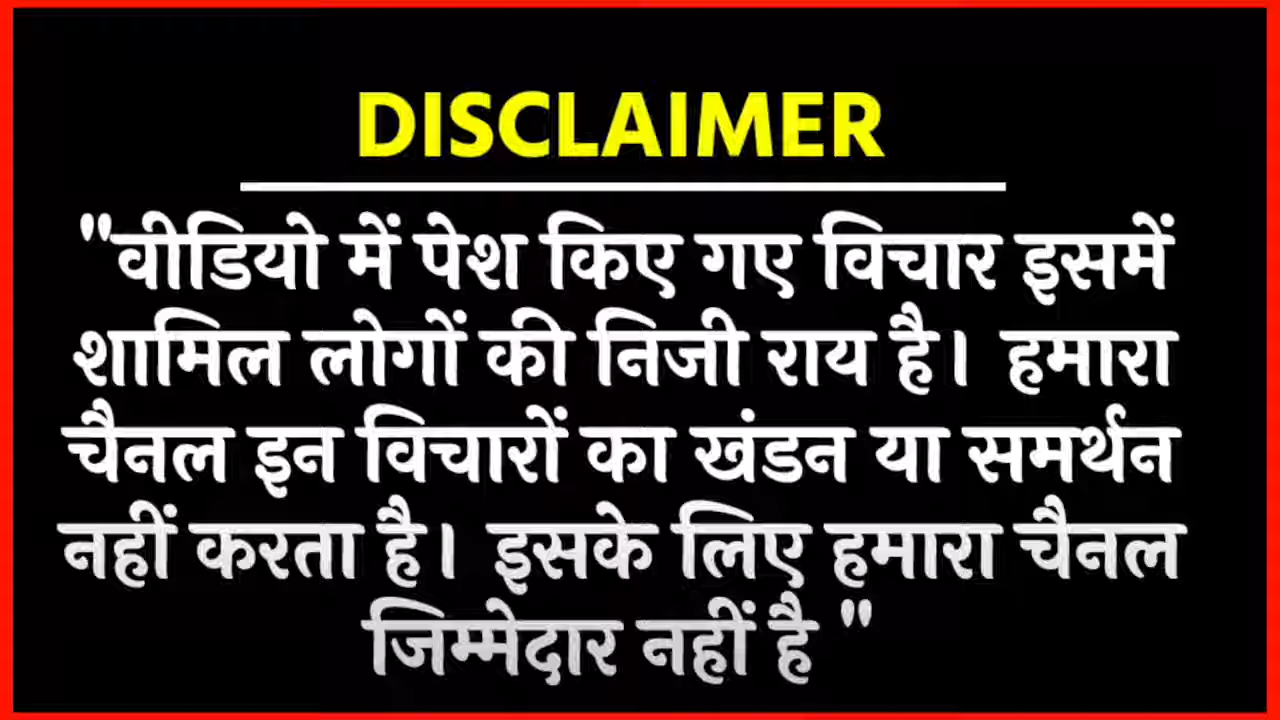 DISCLAIMER
"वीडियो में पेश किए गए विचार इसमें
शामिल लोगों की निजी राय है। हमारा
चैनल इन विचारों का खंडन या समर्थन
नहीं करता है। इसके लिए हमारा चैनल
जिम्मेदार नहीं है "